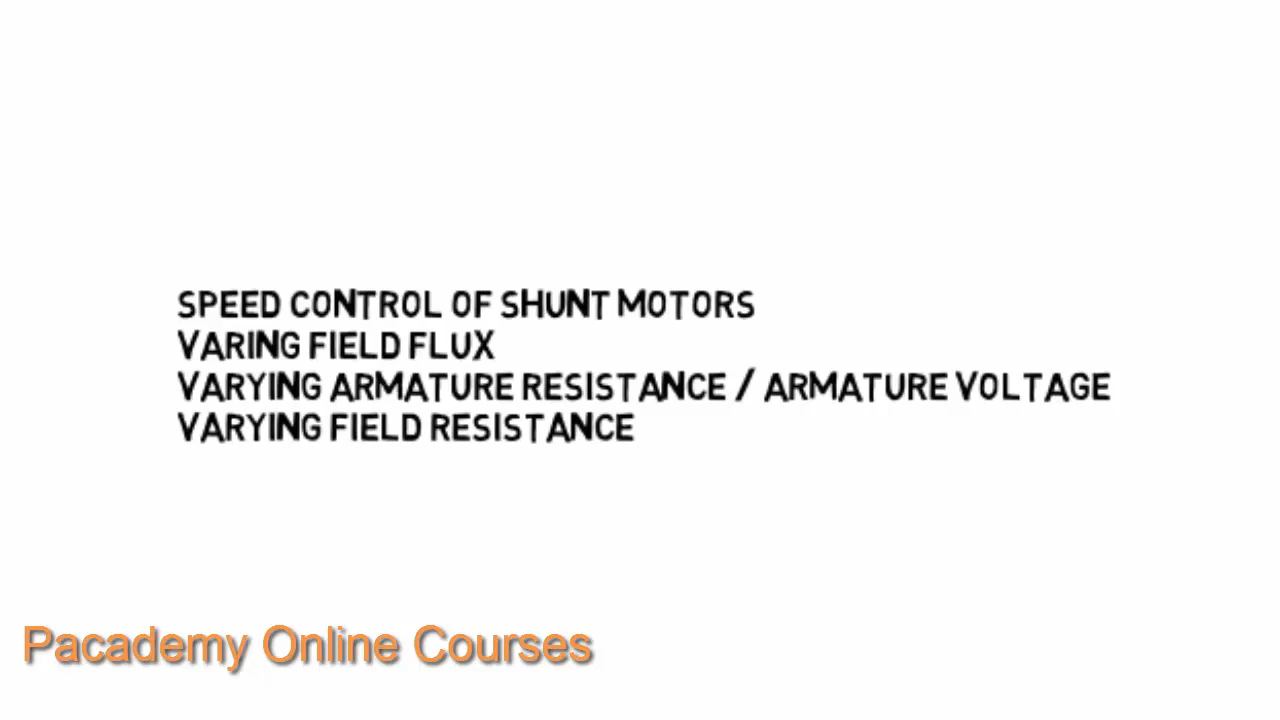 SPEED CONTROL OF SHUNT MOTORS
VARING FIELD FLUX
VARYING ARMATURE RESISTANCE / ARMATURE VOLTAGE
VARYING FIELD RESISTANCE
Pacademy Online Courses